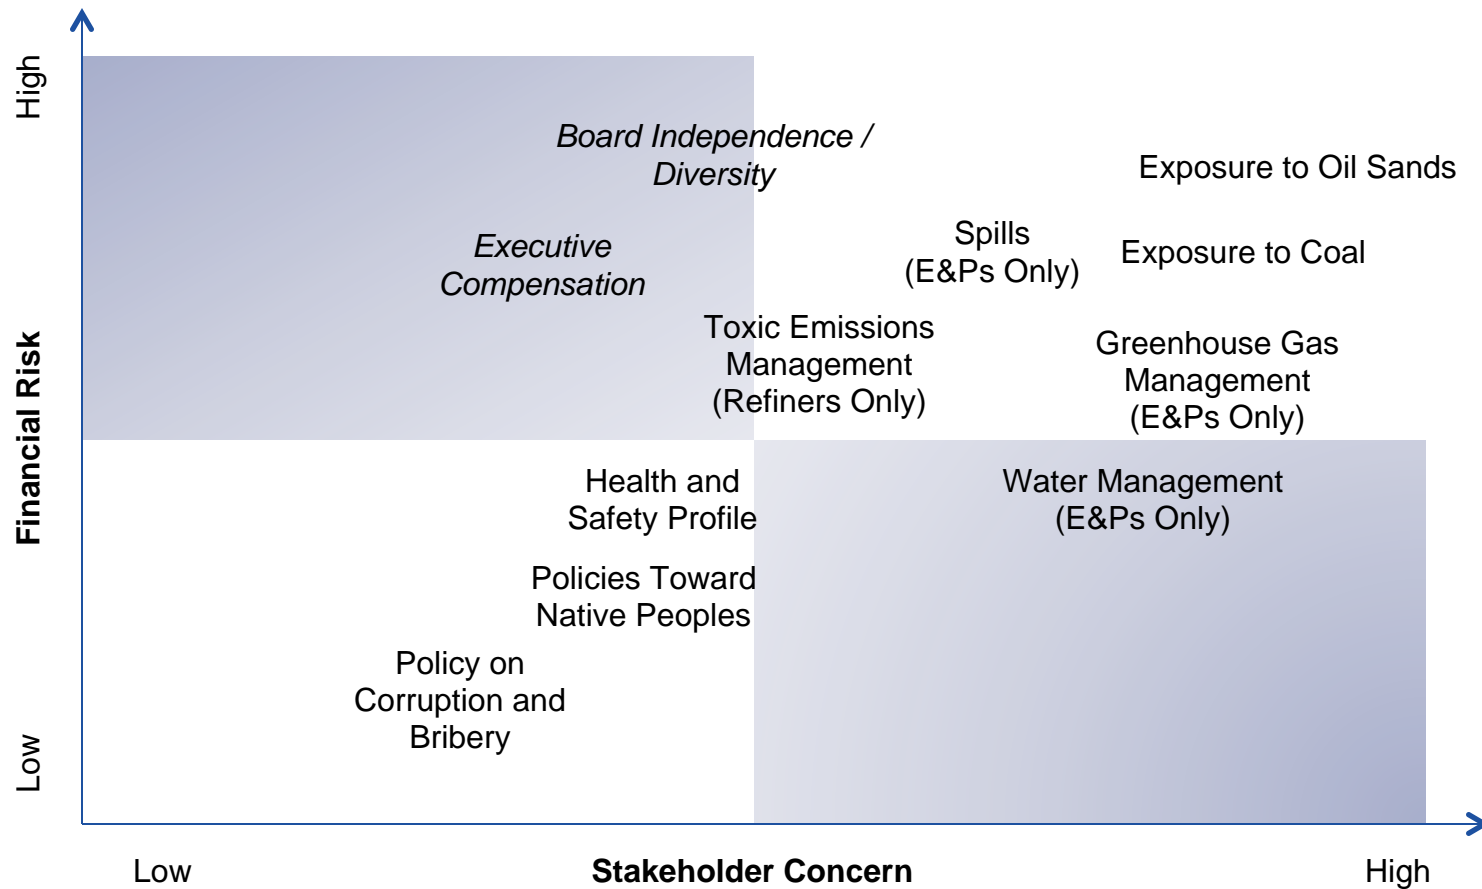 High
Financial Risk
Low
Board Independence /
Diversity
Exposure to Oil Sands
Executive
Compensation
Spills
(E&Ps Only)
Exposure to Coal
Toxic Emissions
Management
(Refiners Only)
Greenhouse Gas
Management
(E&Ps Only)
Health and
Safety Profile
Water Management
(E&Ps Only)
Policies Toward
Native Peoples
Policy on
Corruption and
Bribery
Low
Stakeholder Concern
High